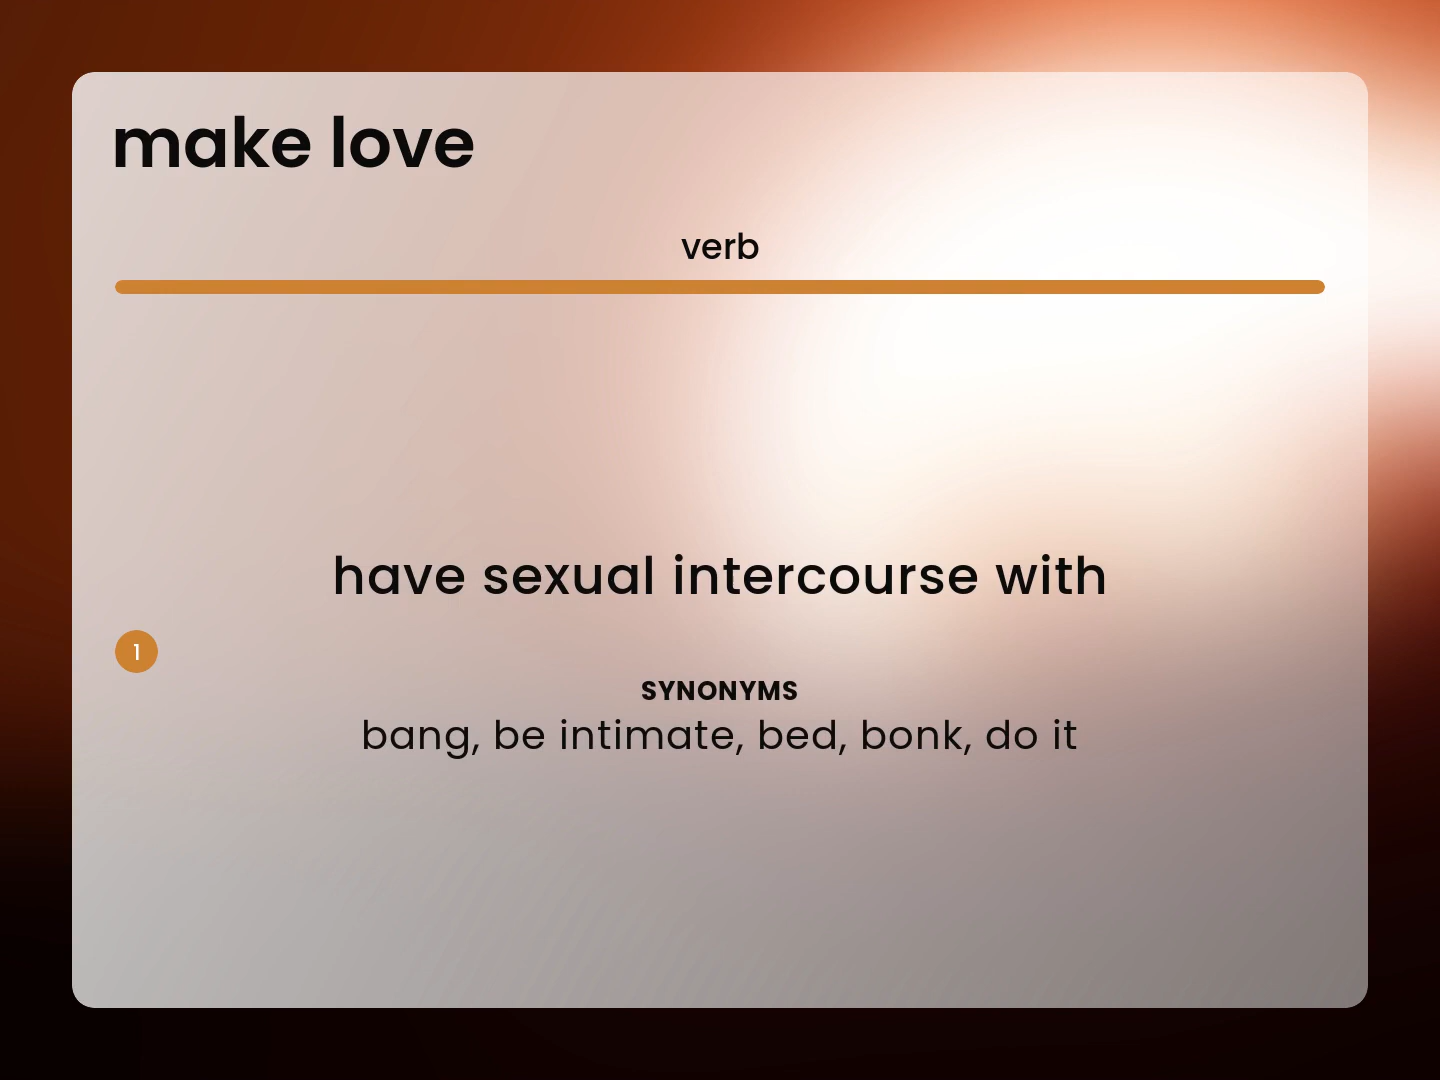 make love
verb
have sexual intercourse with
1
SYNONYMS
bang, be intimate, bed, bonk, do it